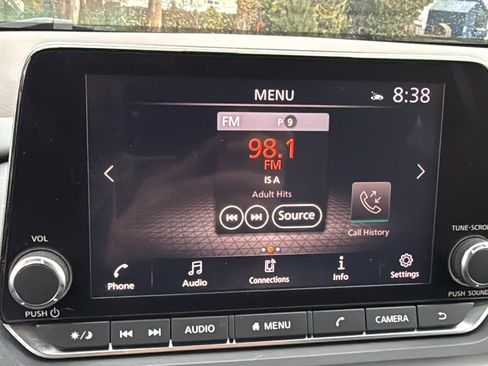 MENU
8:38
FM P 9
98.1
FM
IS A
Adult Hits
Source
Call History
VOL
TUNE·SCROLL
Phone
Audio
Connections
Info
Settings
PUSH
PUSH SOUND
AUDIO
MENU
CAMERA